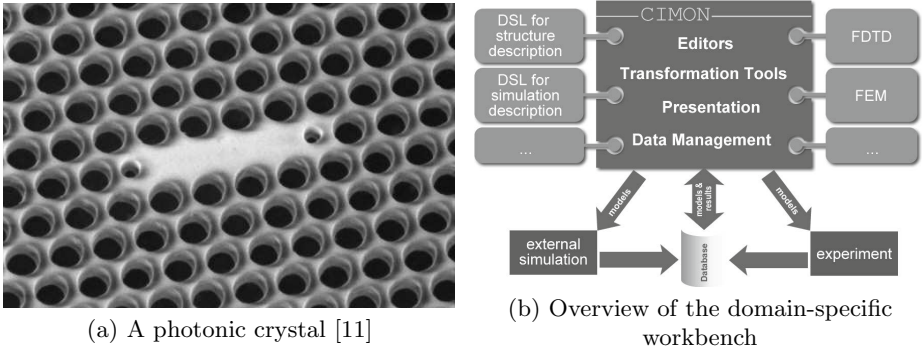 CIMON
DSL for
structure
description
Editors
FDTD
Transformation Tools
DSL for
simulation
description
Presentation
FEM
...
Data Management
...
models
models &
results
models
external
simulation
Database
experiment
(a) A photonic crystal [11]
(b) Overview of the domain-specific
workbench